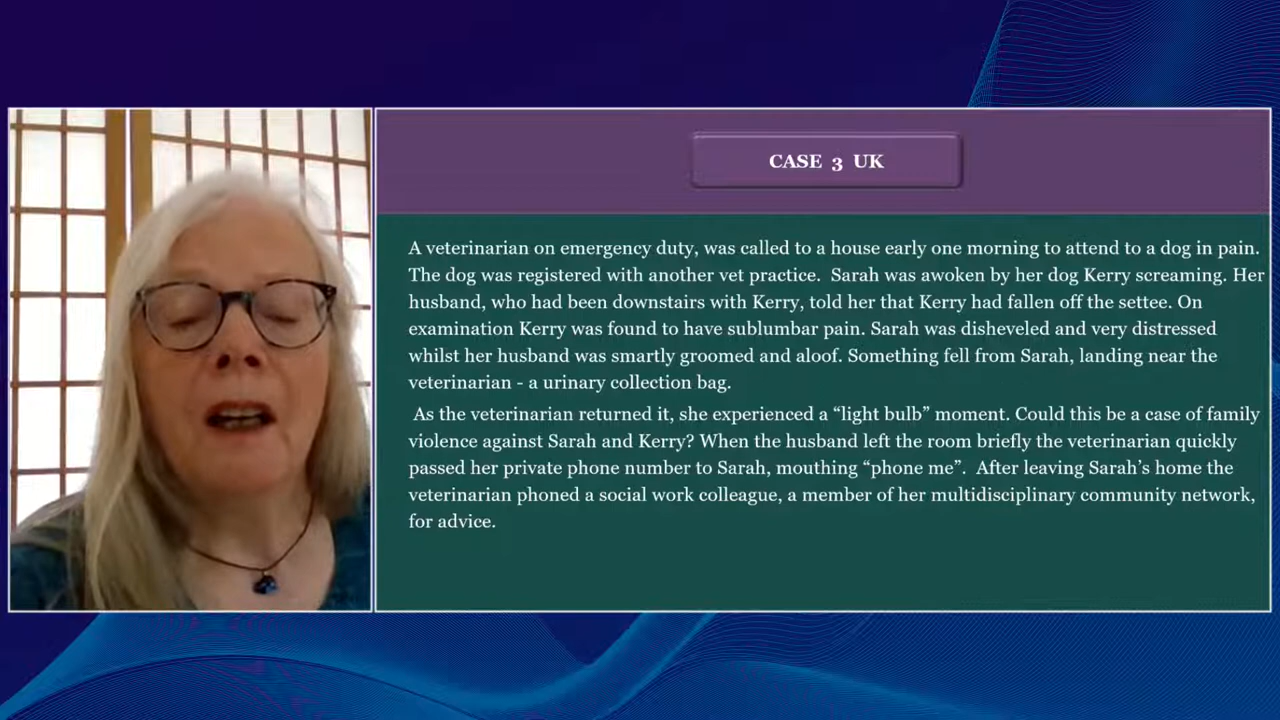 CASE 3 UK
A veterinarian on emergency duty, was called to a house early one morning to attend to a dog in pain.
The dog was registered with another vet practice. Sarah was awoken by her dog Kerry screaming. Her
husband, who had been downstairs with Kerry, told her that Kerry had fallen off the settee. On
examination Kerry was found to have sublumbar pain. Sarah was disheveled and very distressed
whilst her husband was smartly groomed and aloof. Something fell from Sarah, landing near the
veterinarian - a urinary collection bag.
As the veterinarian returned it, she experienced a “light bulb” moment. Could this be a case of family
violence against Sarah and Kerry? When the husband left the room briefly the veterinarian quickly
passed her private phone number to Sarah, mouthing “phone me”. After leaving Sarah’s home the
veterinarian phoned a social work colleague, a member of her multidisciplinary community network,
for advice.